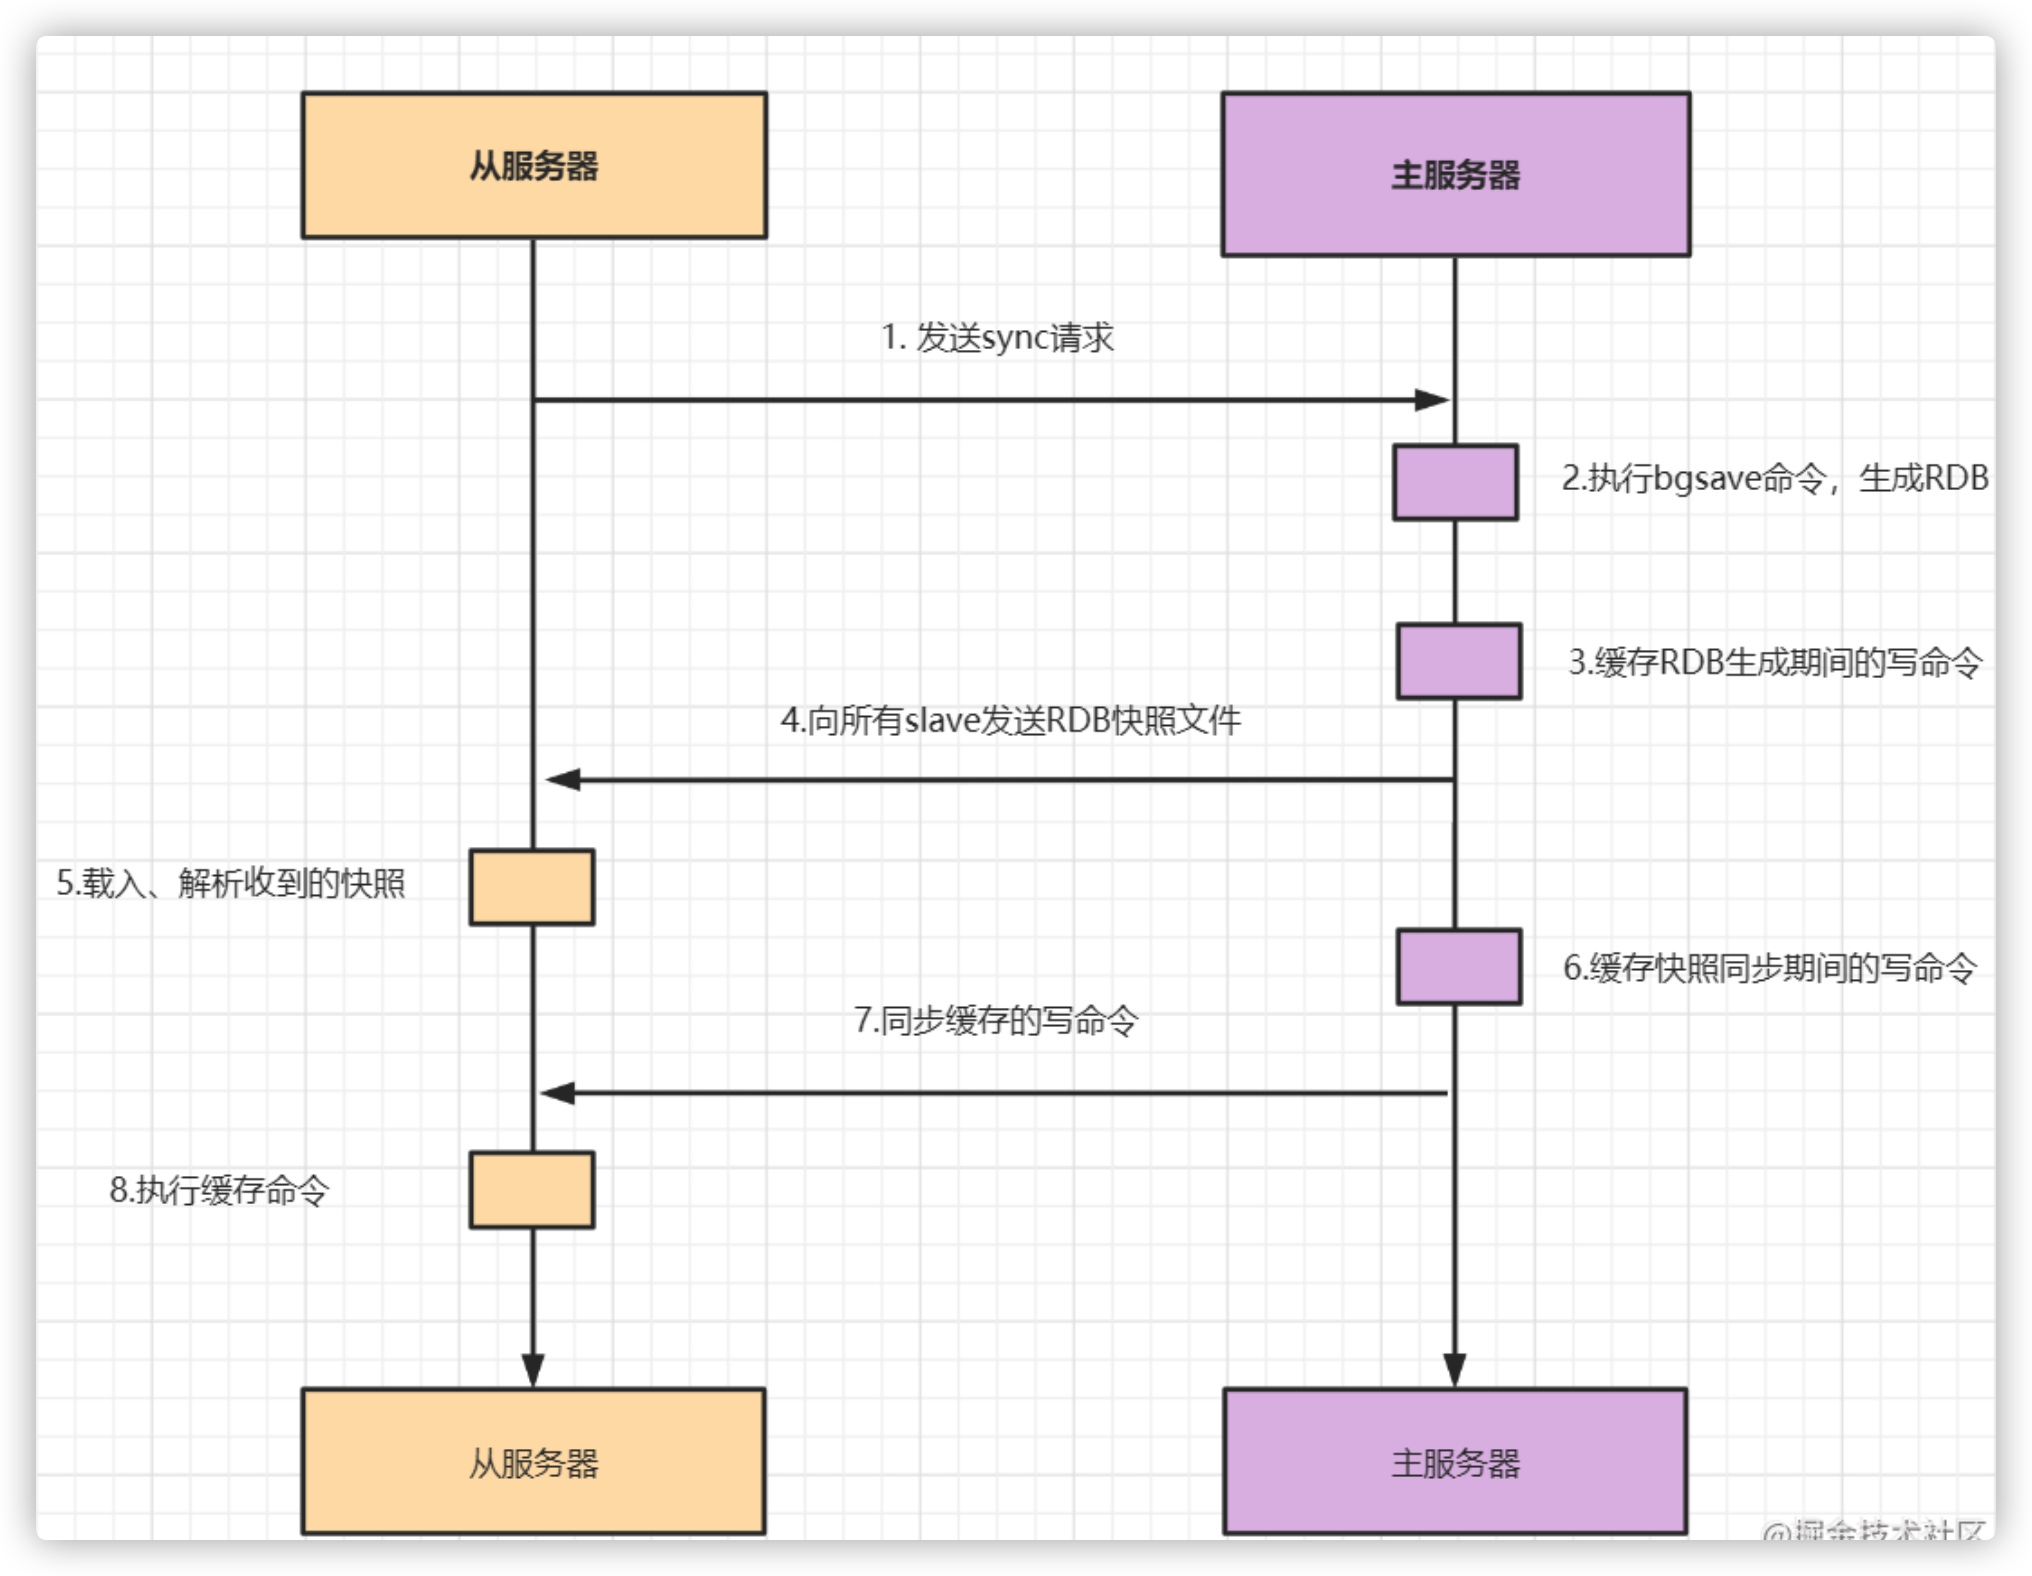 从服务器
主服务器
1. 发送sync请求
2.执行bgsave命令，生成RDB
3.缓存RDB生成期间的写命令
4.向所有slave发送RDB快照文件
5.载入、解析收到的快照
6.缓存快照同步期间的写命令
7.同步缓存的写命令
8.执行缓存命令
从服务器
主服务器
@掘金技术社区